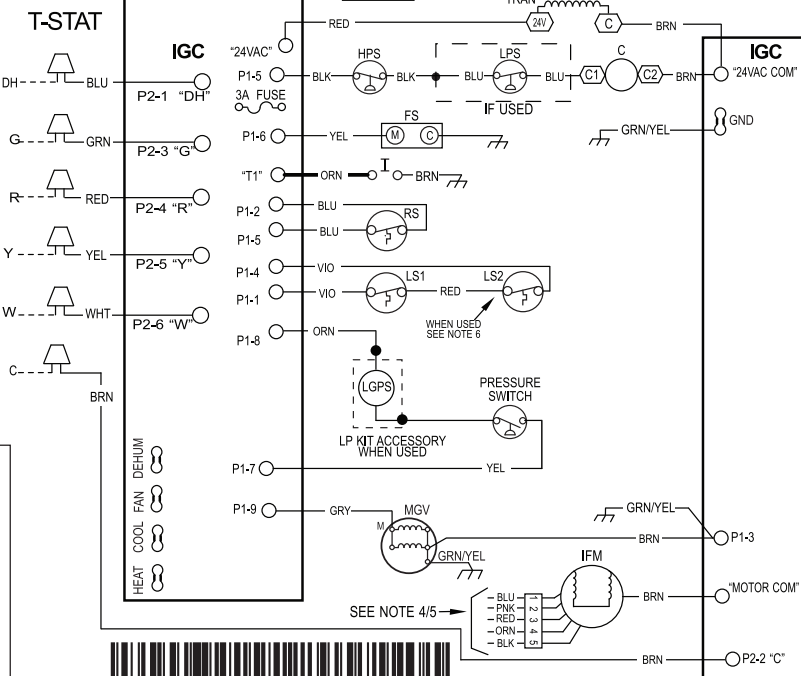 TRAN
T-STAT
RED
24V
C
BRN
IGC
"24VAC"
HPS
LPS
C
IGC
DH
BLU
P2-1 "DH"
P1-5
BLK
BLK
BLU
BLU
C1
C2
BRN
"24VAC COM"
3A FUSE
IF USED
FS
G
GRN
P2-3 "G"
P1-6
YEL
M
C
GRN/YEL
GND
"T1"
ORN
BRN
R
RED
P2-4 "R"
P1-2
BLU
RS
P1-5
BLU
Y
YEL
P2-5 "Y"
P1-4
VIO
LS1
LS2
P1-1
VIO
RED
W
WHT
P2-6 "W"
WHEN USED
SEE NOTE 6
P1-8
ORN
C
BRN
LGPS
PRESSURE
SWITCH
LP KIT ACCESSORY
WHEN USED
DEHUM
P1-7
YEL
FAN
P1-9
GRY
MGV
M
GRN/YEL
COOL
BRN
P1-3
GRN/YEL
IFM
HEAT
SEE NOTE 4/5
BLU 1
PNK 2
RED 3
ORN 4
BLK 5
BRN
"MOTOR COM"
BRN
P2-2 "C"